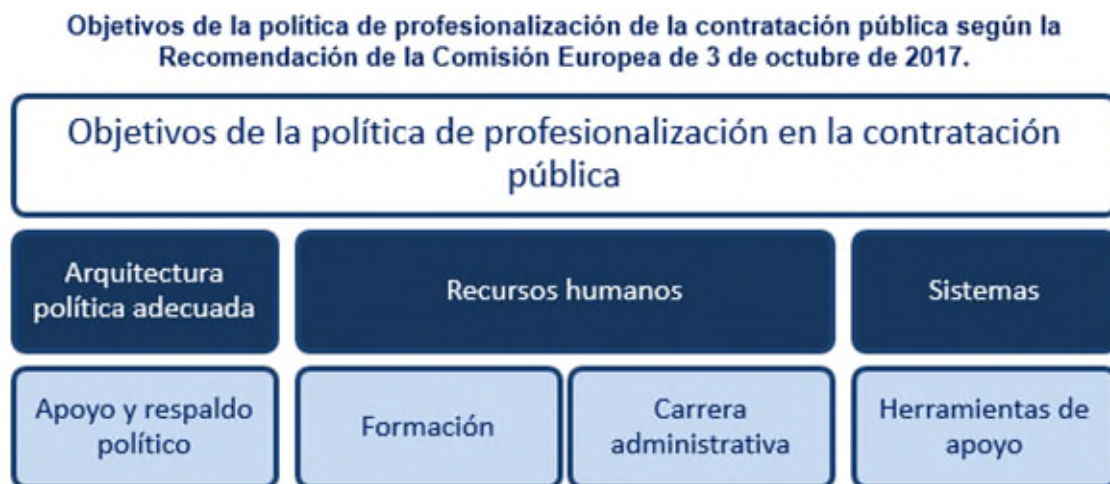 Objetivos de la política de profesionalización de la contratación pública según la
Recomendación de la Comisión Europea de 3 de octubre de 2017.
Objetivos de la política de profesionalización en la contratación
pública
Arquitectura
política adecuada
Recursos humanos
Sistemas
Apoyo y respaldo
político
Formación
Carrera
administrativa
Herramientas de
apoyo